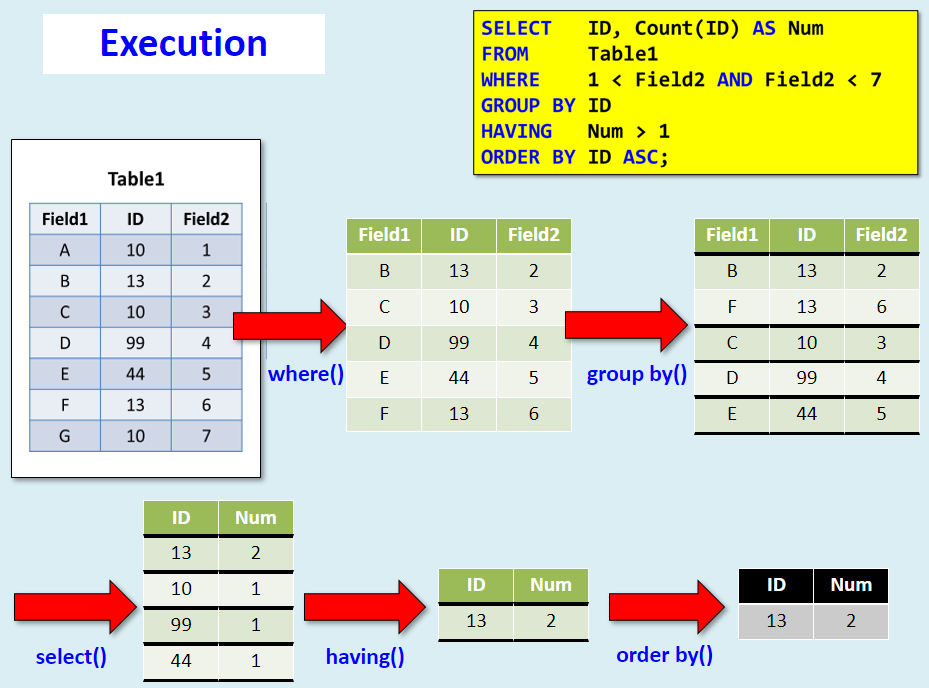 Execution
SELECT ID, Count(ID) AS Num
FROM Table1
WHERE 1 < Field2 AND Field2 < 7
GROUP BY ID
HAVING Num > 1
ORDER BY ID ASC;
Table1
Field1 ID Field2
A 10 1
B 13 2
C 10 3
D 99 4
E 44 5
F 13 6
G 10 7
where()
Field1 ID Field2
B 13 2
C 10 3
D 99 4
E 44 5
F 13 6
group by()
Field1 ID Field2
B 13 2
F 13 6
C 10 3
D 99 4
E 44 5
select()
ID Num
13 2
10 1
99 1
44 1
having()
ID Num
13 2
order by()
ID Num
13 2